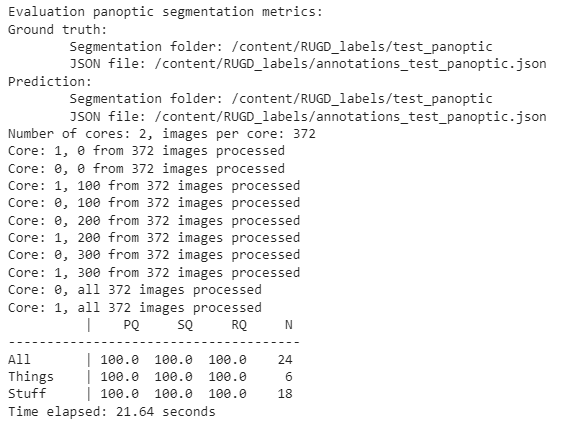 Evaluation panoptic segmentation metrics:
Ground truth:
        Segmentation folder: /content/RUGD_labels/test_panoptic
        JSON file: /content/RUGD_labels/annotations_test_panoptic.json
Prediction:
        Segmentation folder: /content/RUGD_labels/test_panoptic
        JSON file: /content/RUGD_labels/annotations_test_panoptic.json
Number of cores: 2, images per core: 372
Core: 1, 0 from 372 images processed
Core: 0, 0 from 372 images processed
Core: 1, 100 from 372 images processed
Core: 0, 100 from 372 images processed
Core: 0, 200 from 372 images processed
Core: 1, 200 from 372 images processed
Core: 0, 300 from 372 images processed
Core: 1, 300 from 372 images processed
Core: 0, all 372 images processed
Core: 1, all 372 images processed
          |    PQ     SQ     RQ     N
--------------------------------------
All       | 100.0  100.0  100.0    24
Things    | 100.0  100.0  100.0     6
Stuff     | 100.0  100.0  100.0    18
Time elapsed: 21.64 seconds